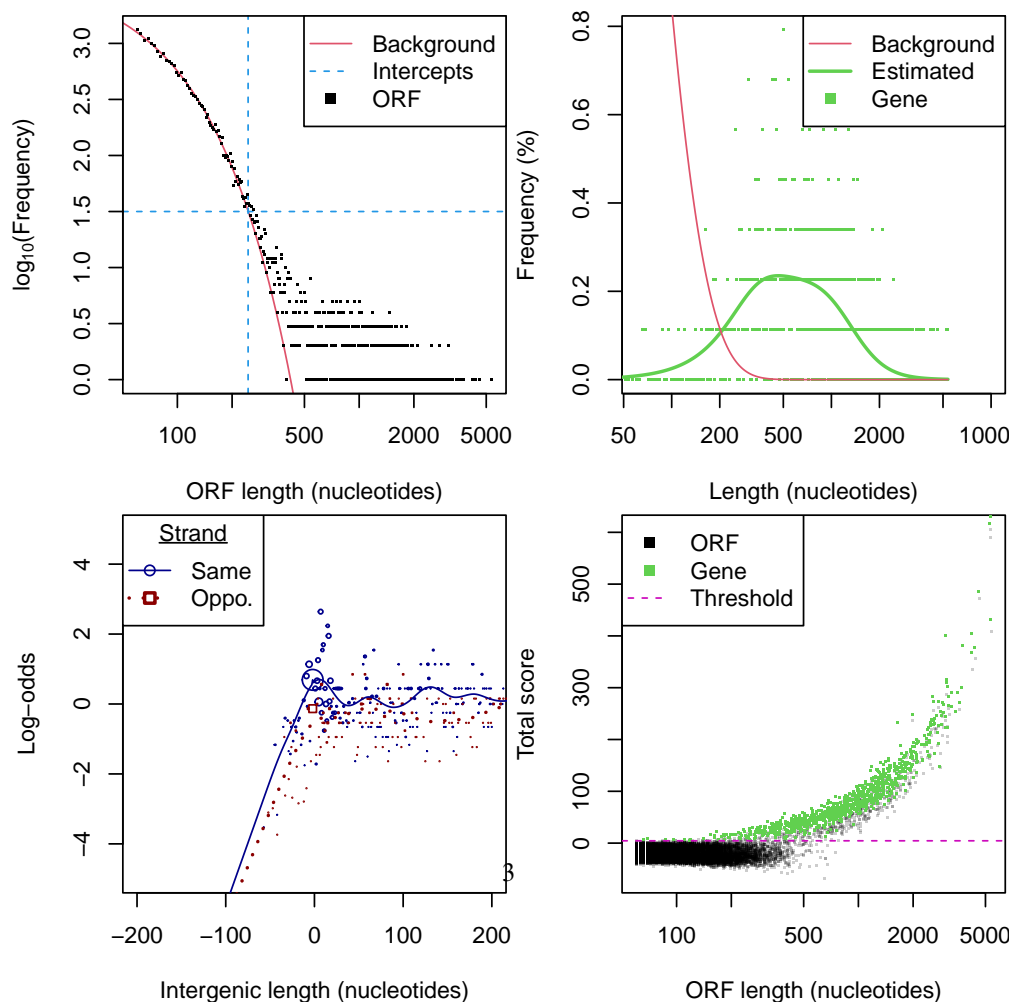 log₁₀(Frequency)
3.0
2.5
2.0
1.5
1.0
0.5
0.0
Background
Intercepts
ORF
100 500 2000 5000
ORF length (nucleotides)
Frequency (%)
0.8
0.6
0.4
0.2
0.0
Background
Estimated
Gene
50 200 500 2000 1000
Length (nucleotides)
Log−odds
4
2
0
−2
−4
Strand
Same
Oppo.
3
−200 −100 0 100 200
Intergenic length (nucleotides)
Total score
500
300
100
0
ORF
Gene
Threshold
100 500 2000 5000
ORF length (nucleotides)